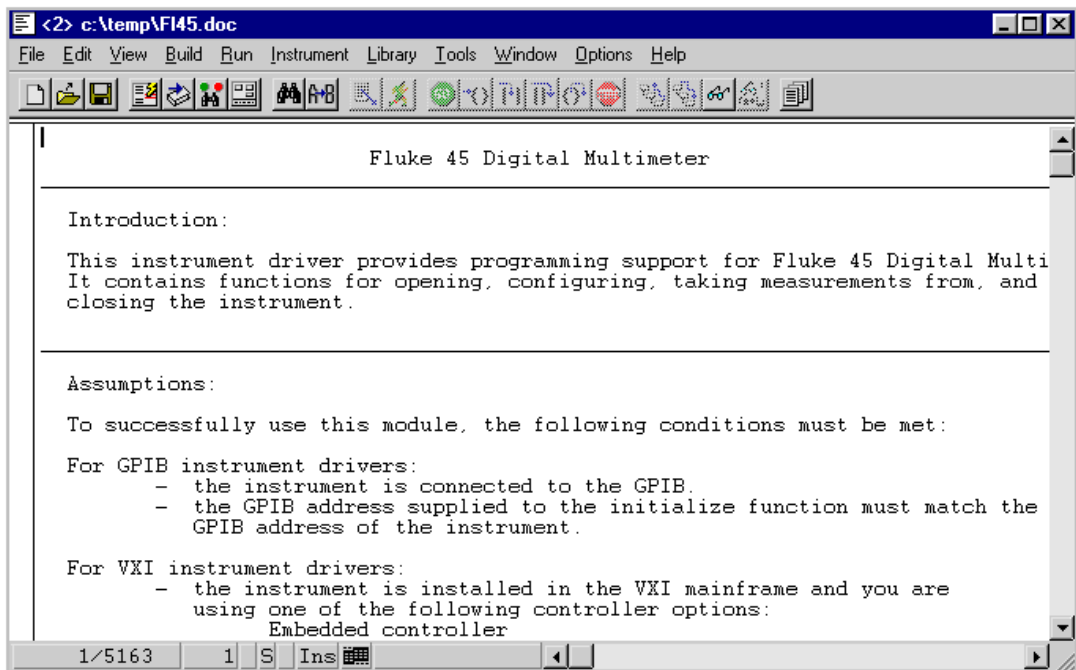 <2> c:\temp\Fl45.doc
File Edit View Build Run Instrument Library Tools Window Options Help
Fluke 45 Digital Multimeter
Introduction:
This instrument driver provides programming support for Fluke 45 Digital Multi
It contains functions for opening, configuring, taking measurements from, and
closing the instrument.
Assumptions:
To successfully use this module, the following conditions must be met:
For GPIB instrument drivers:
- the instrument is connected to the GPIB.
- the GPIB address supplied to the initialize function must match the
GPIB address of the instrument.
For VXI instrument drivers:
- the instrument is installed in the VXI mainframe and you are
using one of the following controller options:
Embedded controller
1/5163 1 S Ins